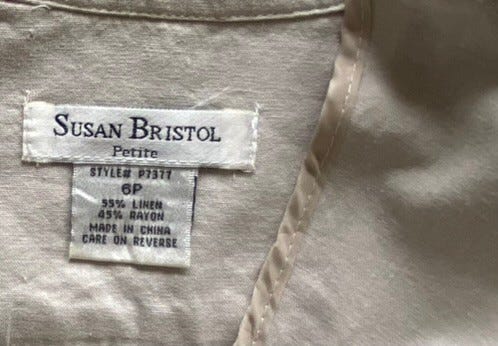 SUSAN BRISTOL
Petite
STYLE# P7377
6P
55% LINEN
45% RAYON
MADE IN CHINA
CARE ON REVERSE